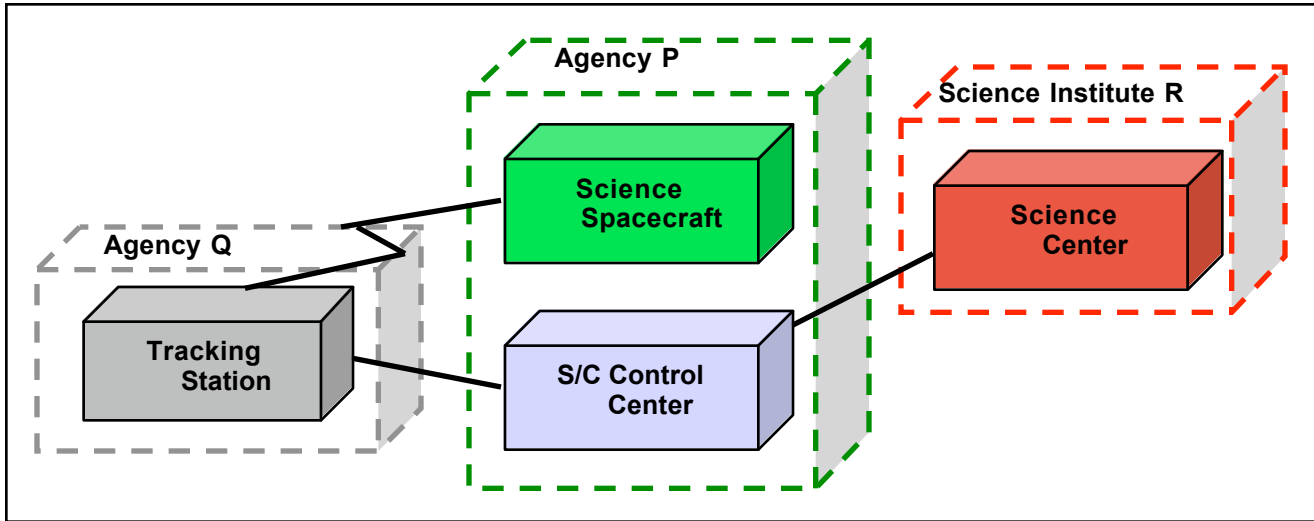 Agency P
Science Institute R
Science
Spacecraft
Science
Center
Agency Q
Tracking
Station
S/C Control
Center